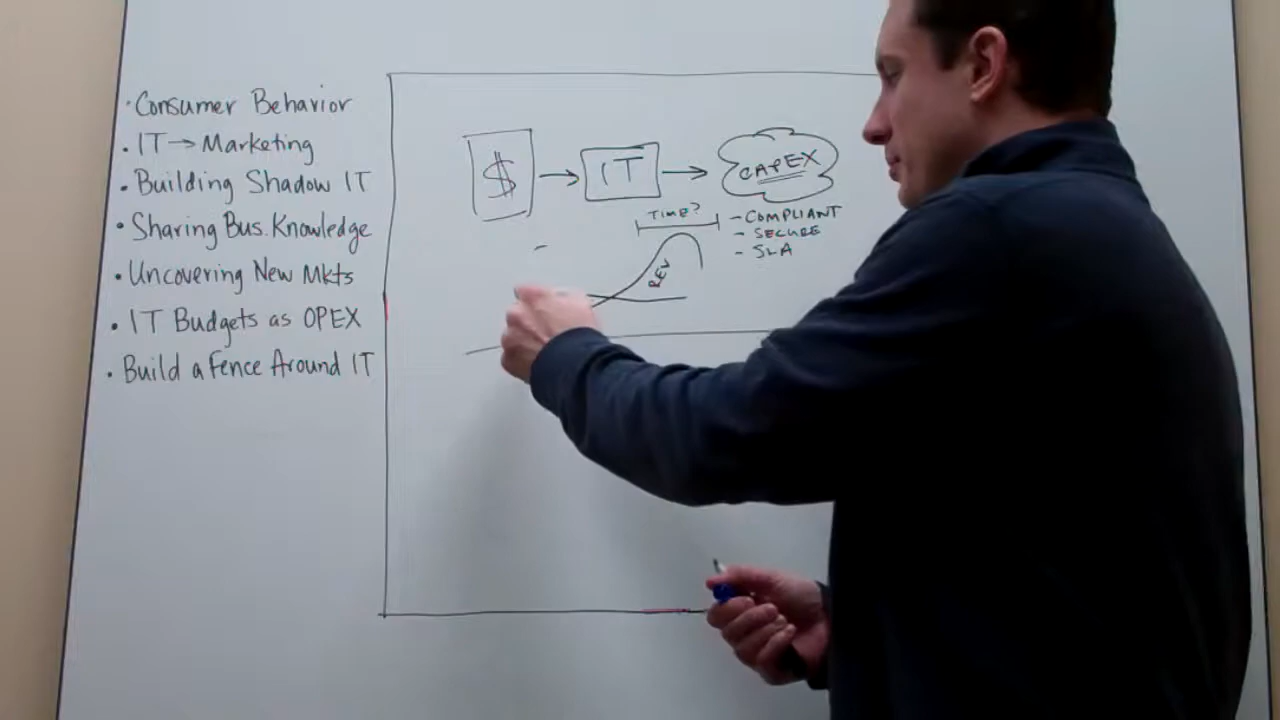 • Consumer Behavior
• IT → Marketing
• Building Shadow IT
• Sharing Bus. Knowledge
• Uncovering New Mkts
• IT Budgets as OPEX
• Build a Fence Around IT
$ → IT → CAPEX
TIME?
- COMPLIANT
- SECURE
- SLA
REV